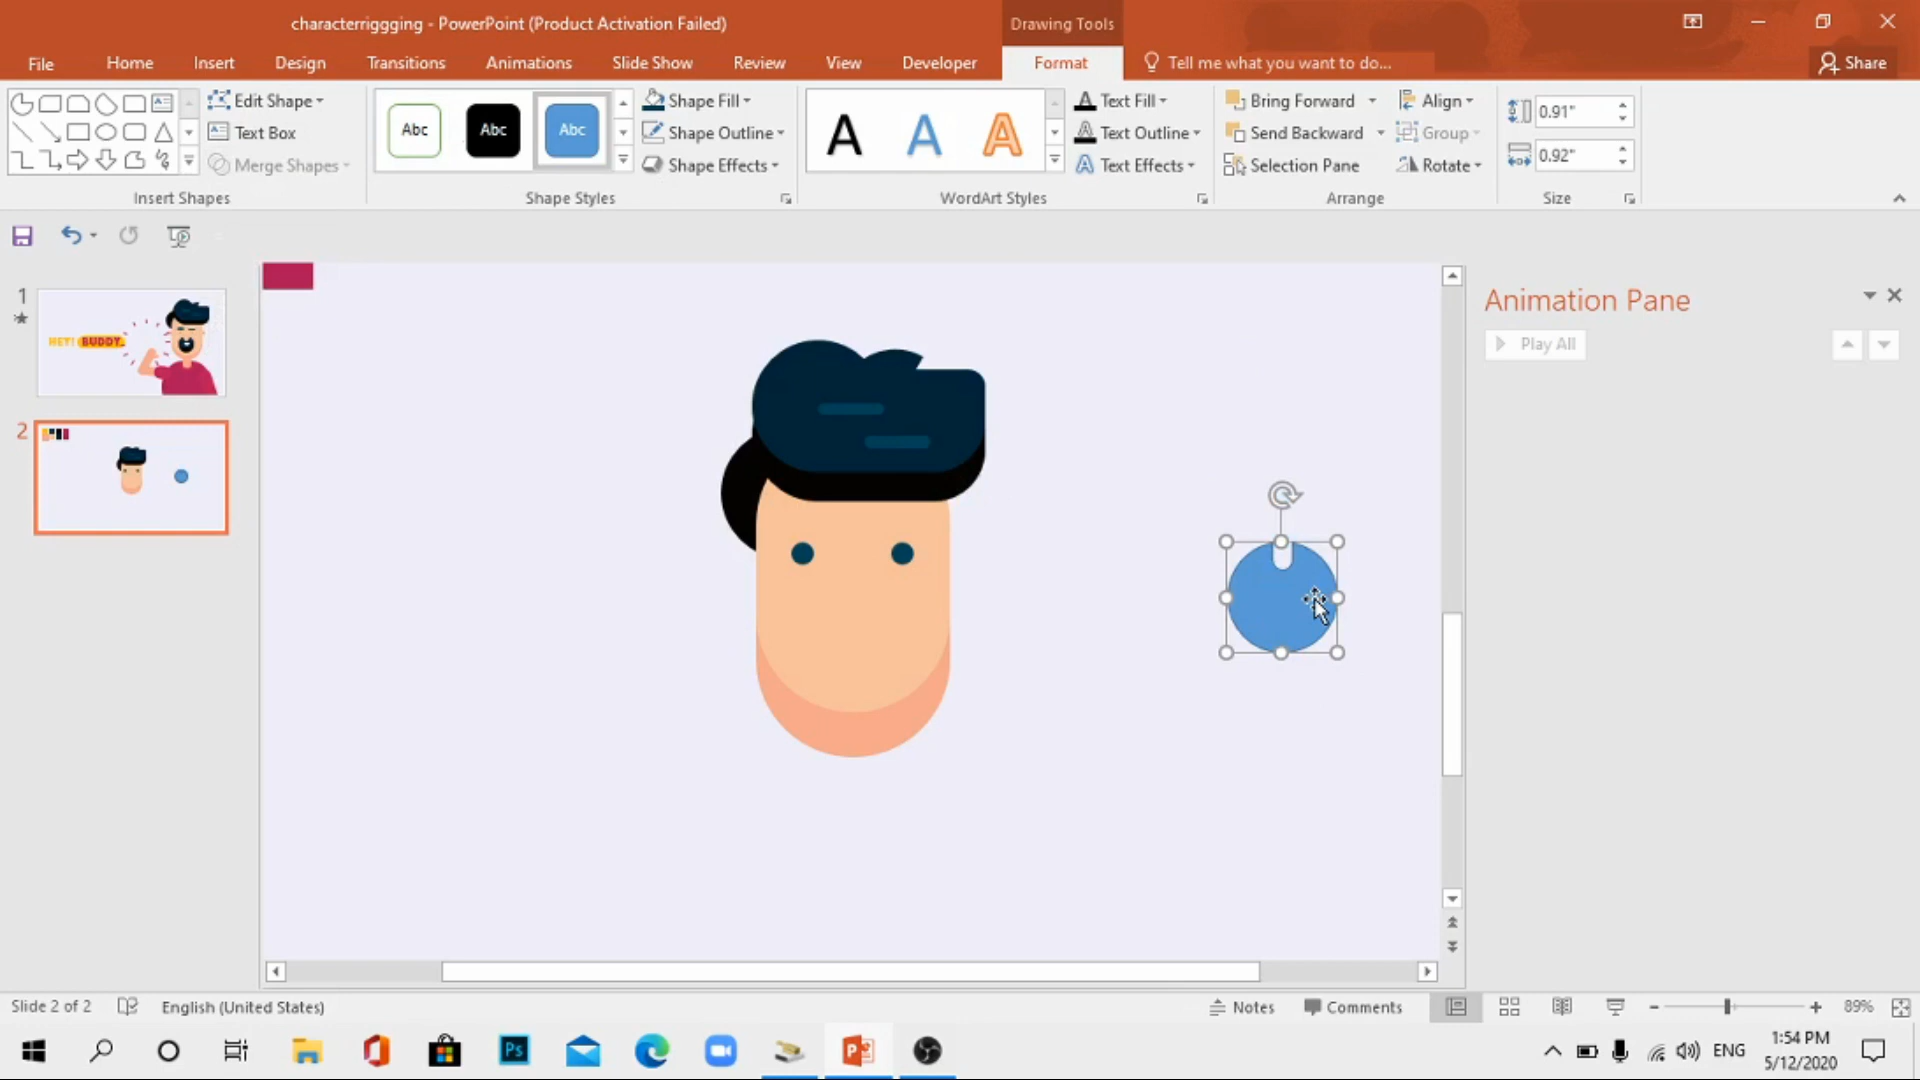 characterriggging - PowerPoint (Product Activation Failed)
Drawing Tools
File Home Insert Design Transitions Animations Slide Show Review View Developer Format Tell me what you want to do... Share
Edit Shape
Text Box
Merge Shapes
Insert Shapes
Abc Abc Abc
Shape Fill
Shape Outline
Shape Effects
Shape Styles
A A A
Text Fill
Text Outline
Text Effects
WordArt Styles
Bring Forward
Send Backward
Selection Pane
Align
Group
Rotate
Arrange
0.91"
0.92"
Size
1
HEY! BUDDY
2
Animation Pane
Play All
Slide 2 of 2 English (United States) Notes Comments 89%
Ps
ENG
1:54 PM
5/12/2020